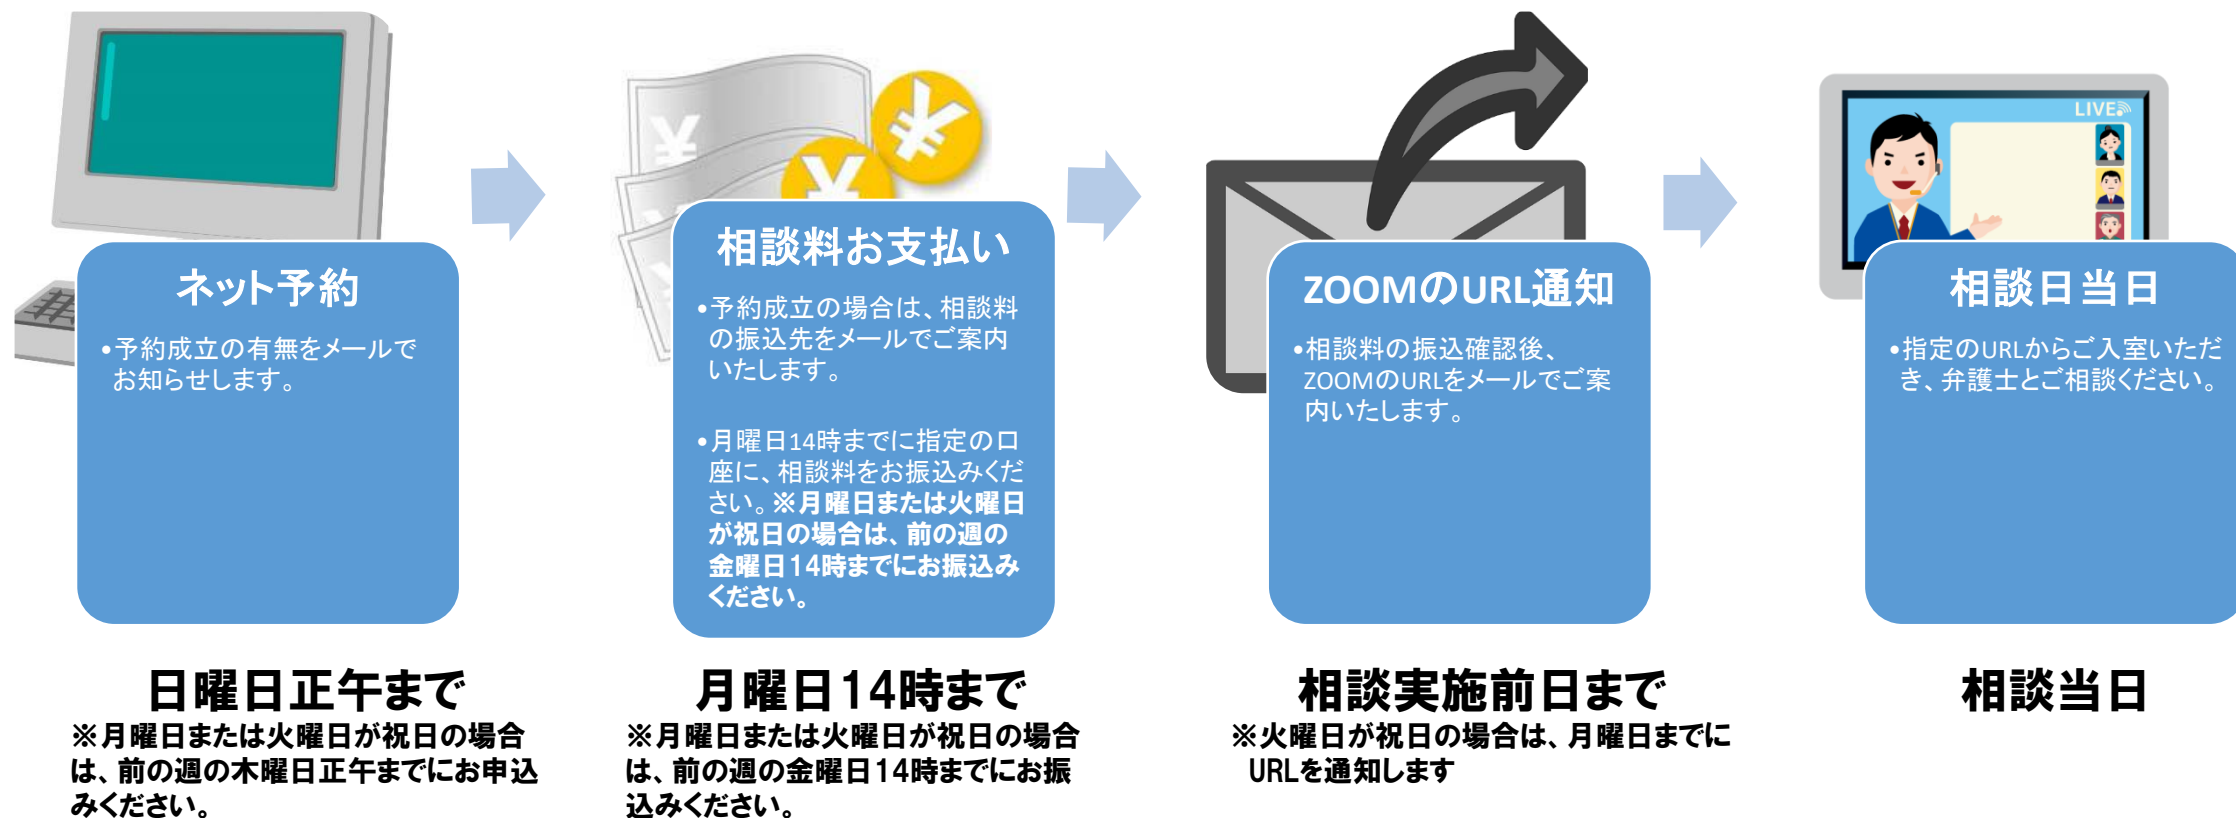 ネット予約
•予約成立の有無をメールで
お知らせします。
日曜日正午まで
※月曜日または火曜日が祝日の場合
は、前の週の木曜日正午までにお申込
みください。
¥
¥
¥
相談料お支払い
•予約成立の場合は、相談料
の振込先をメールでご案内
いたします。
•月曜日14時までに指定の口
座に、相談料をお振込みくだ
さい。※月曜日または火曜日
が祝日の場合は、前の週の
金曜日14時までにお振込み
ください。
月曜日14時まで
※月曜日または火曜日が祝日の場合
は、前の週の金曜日14時までにお振
込みください。
ZOOMのURL通知
•相談料の振込確認後、
ZOOMのURLをメールでご案
内いたします。
相談実施前日まで
※火曜日が祝日の場合は、月曜日までに
URLを通知します
LIVE
相談日当日
•指定のURLからご入室いただ
き、弁護士とご相談ください。
相談当日